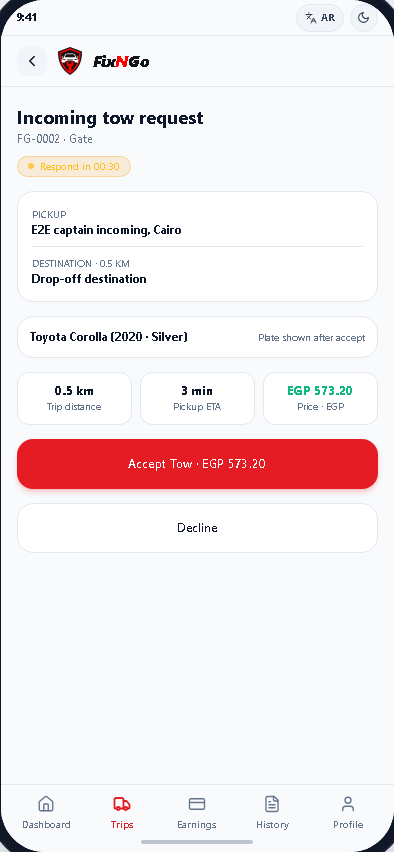 9:41
AR
FixNGo
Incoming tow request
FG-0002 · Gate
Respond in 00:30
PICKUP
E2E captain incoming, Cairo
DESTINATION · 0.5 KM
Drop-off destination
Toyota Corolla (2020 · Silver)
Plate shown after accept
0.5 km
Trip distance
3 min
Pickup ETA
EGP 573.20
Price · EGP
Accept Tow · EGP 573.20
Decline
Dashboard
Trips
Earnings
History
Profile